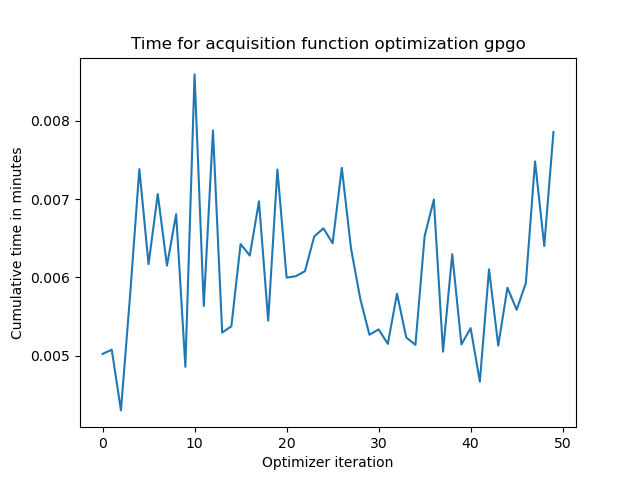 Time for acquisition function optimization gpgo
Cumulative time in minutes
0.008
0.007
0.006
0.005
0 10 20 30 40 50
Optimizer iteration